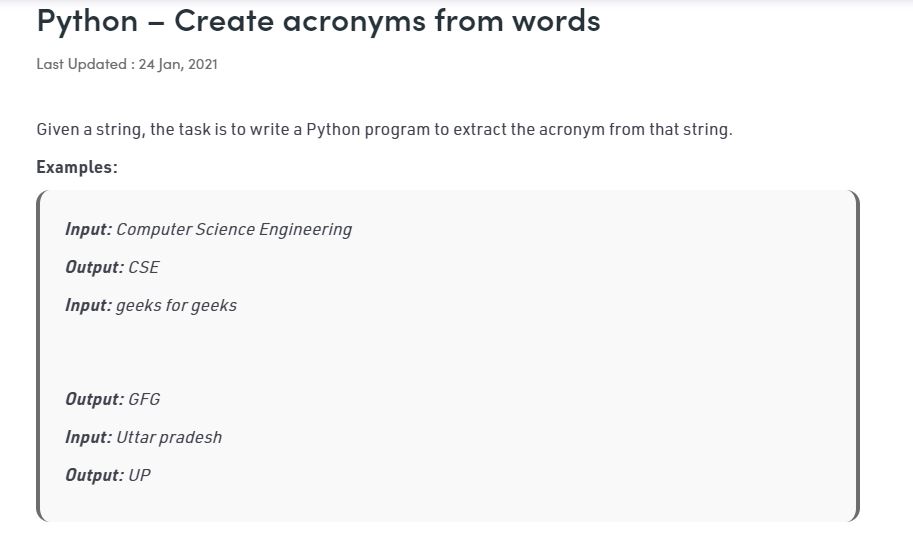 Python – Create acronyms from words
Last Updated : 24 Jan, 2021
Given a string, the task is to write a Python program to extract the acronym from that string.
Examples:
Input: Computer Science Engineering
Output: CSE
Input: geeks for geeks
Output: GFG
Input: Uttar pradesh
Output: UP